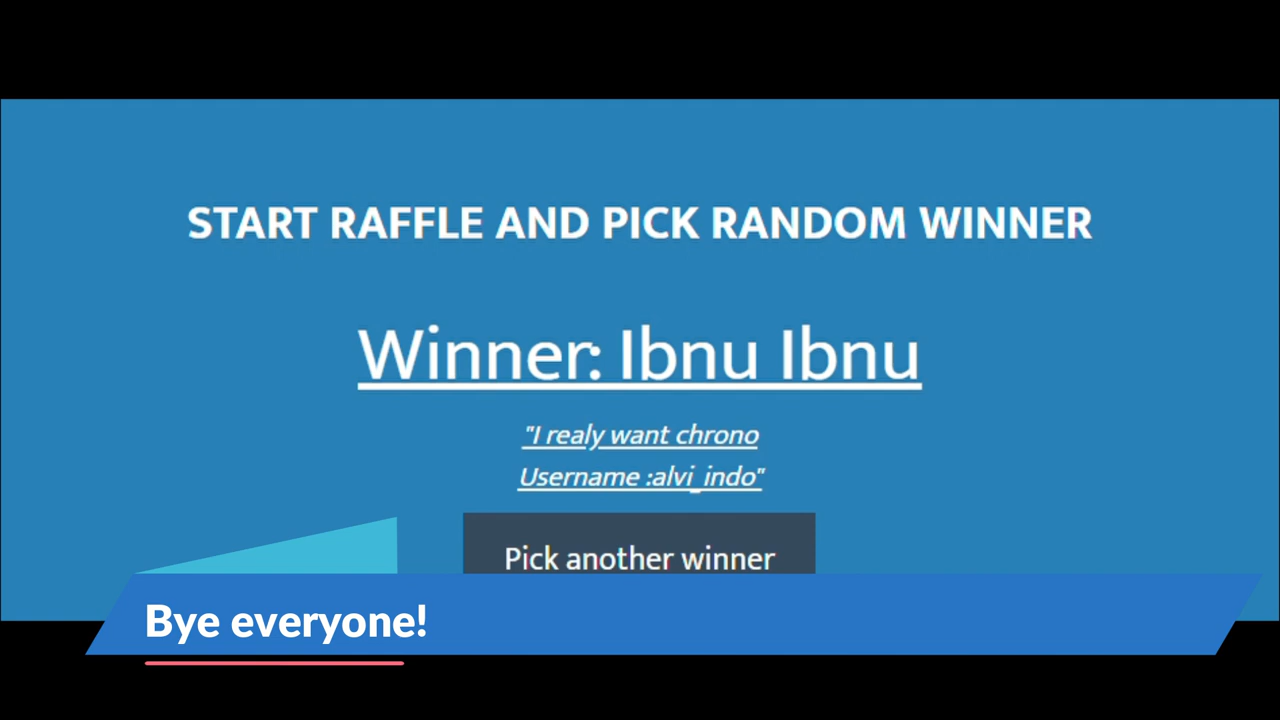 START RAFFLE AND PICK RANDOM WINNER
Winner: Ibnu Ibnu
"I realy want chrono
Username :alvi_indo"
Pick another winner
Bye everyone!